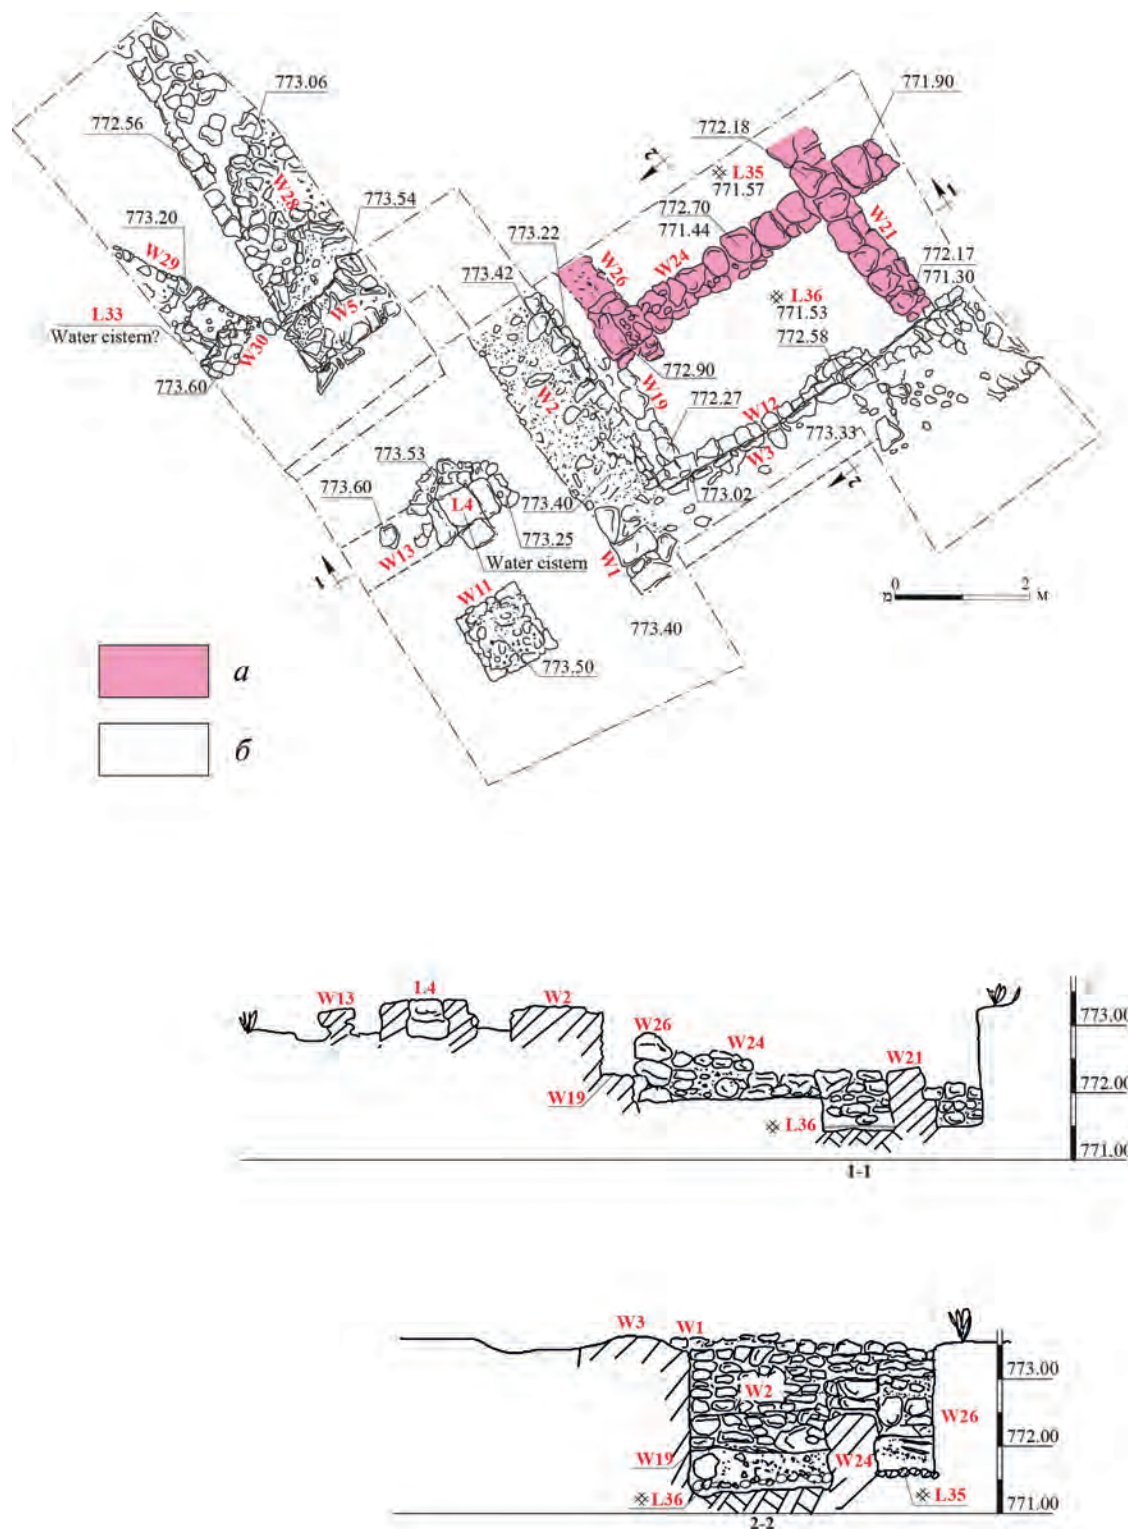 771.90
773.06
772.18
772.56
2
L35
771.57
1
W28
773.54
772.70
771.44
W21
773.20
773.22
W29
W26
W24
772.17
771.30
773.42
L36
771.53
L33
Water cistern?
W5
772.58
W30
773.60
772.90
W19
W2
772.27
W12
773.33
W3
773.53
2
773.60
773.02
L4
773.40
W13
773.25
Water cistern
W1
1
0 2
מ м
W11
773.40
773.50
а
б
W13
L4
W2
773.00
W26
W24
W21
772.00
W19
L36
771.00
1-1
W3
W1
773.00
W2
W26
772.00
W19
W24
L36
L35
771.00
2-2